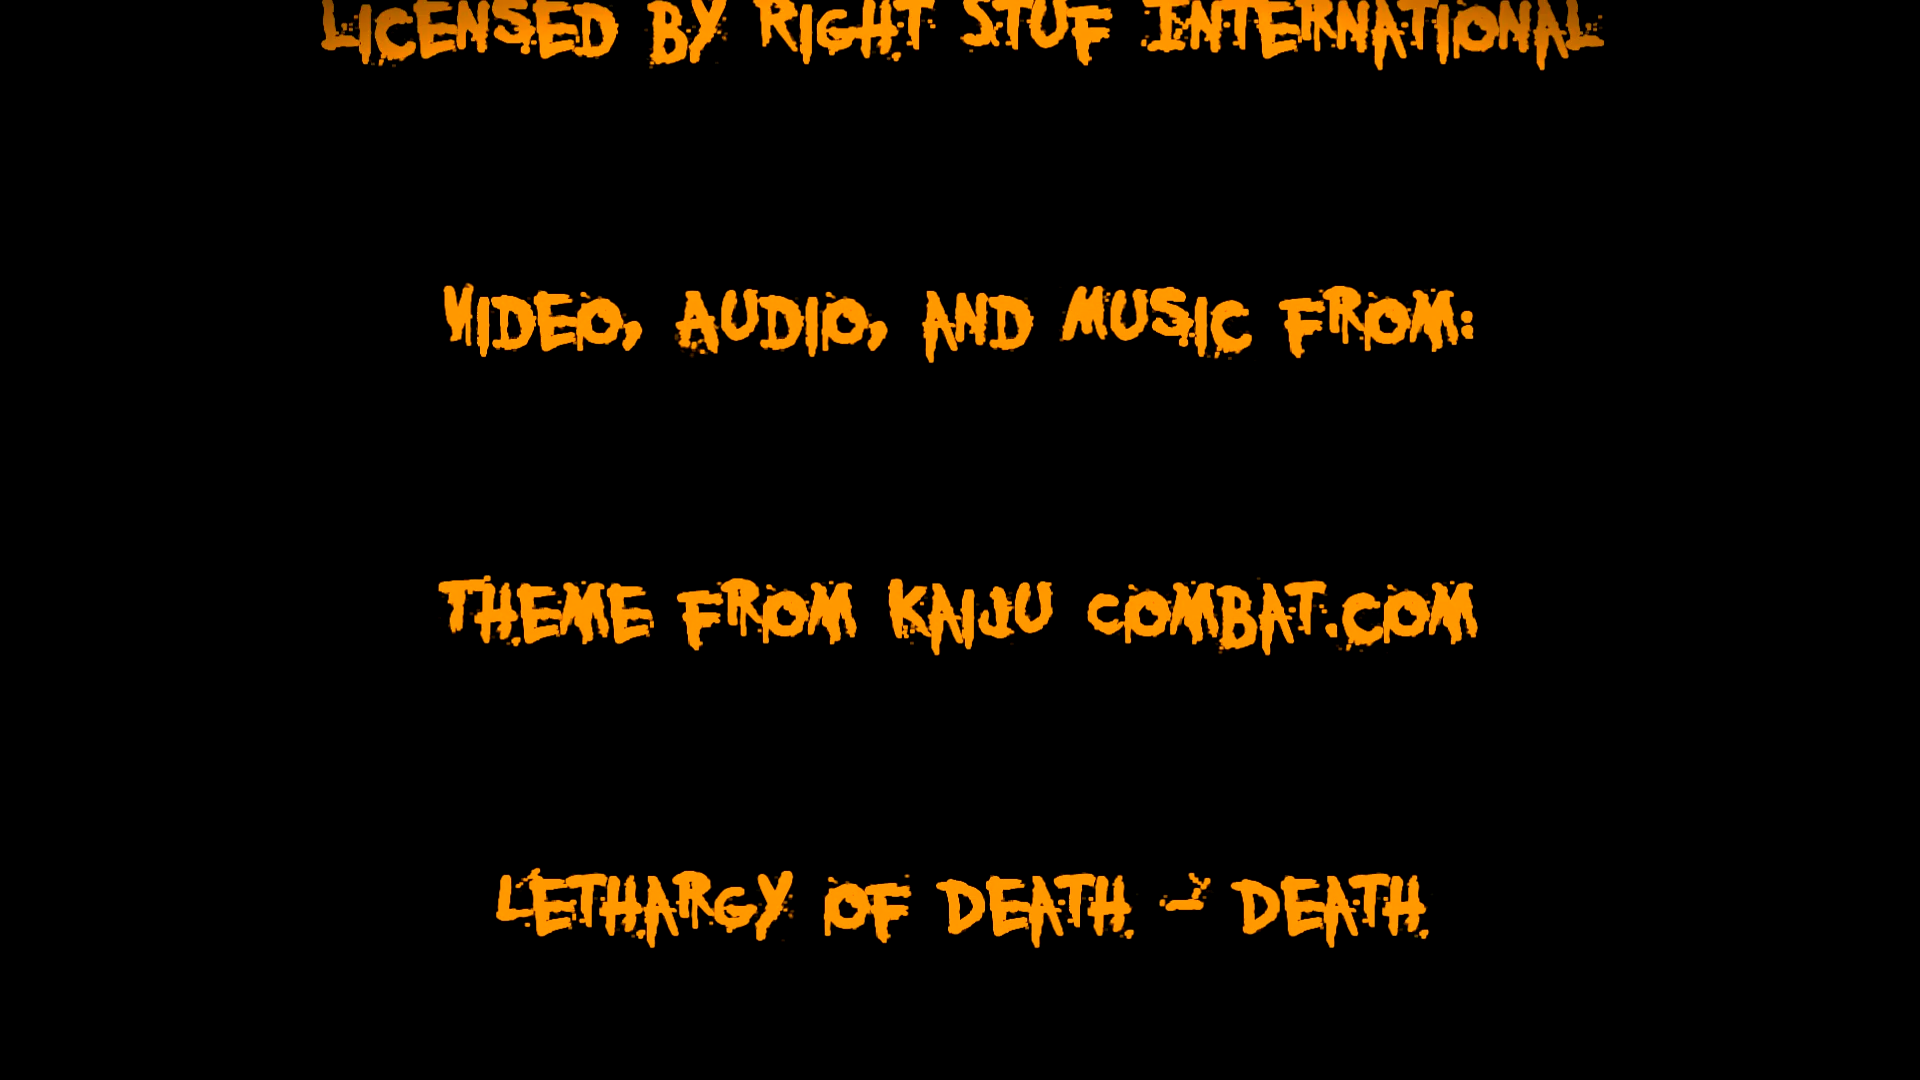 LICENSED BY RIGHT STUF INTERNATIONAL
VIDEO, AUDIO, AND MUSIC FROM:
THEME FROM KAIJU COMBAT.COM
LETHARGY OF DEATH - DEATH